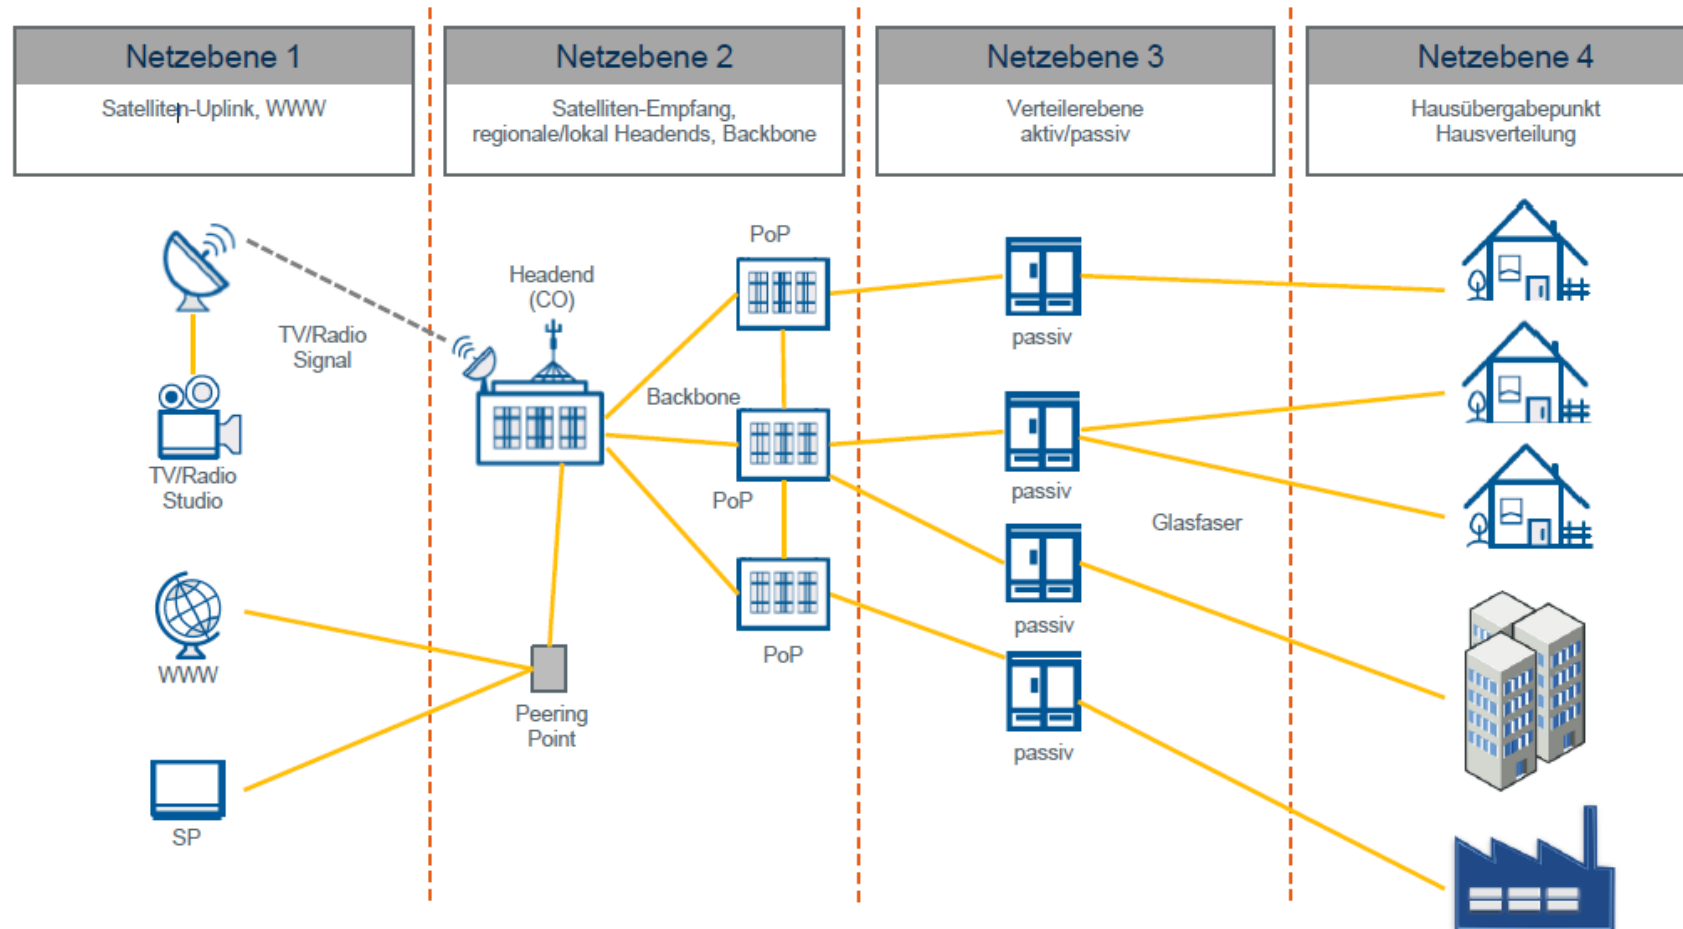 Netzebene 1
Satelliten-Uplink, WWW
Netzebene 2
Satelliten-Empfang,
regionale/lokal Headends, Backbone
Netzebene 3
Verteilerebene
aktiv/passiv
Netzebene 4
Hausübergabepunkt
Hausverteilung
TV/Radio
Signal
TV/Radio
Studio
WWW
SP
Headend
(CO)
Backbone
Peering
Point
PoP
PoP
PoP
passiv
passiv
passiv
passiv
Glasfaser